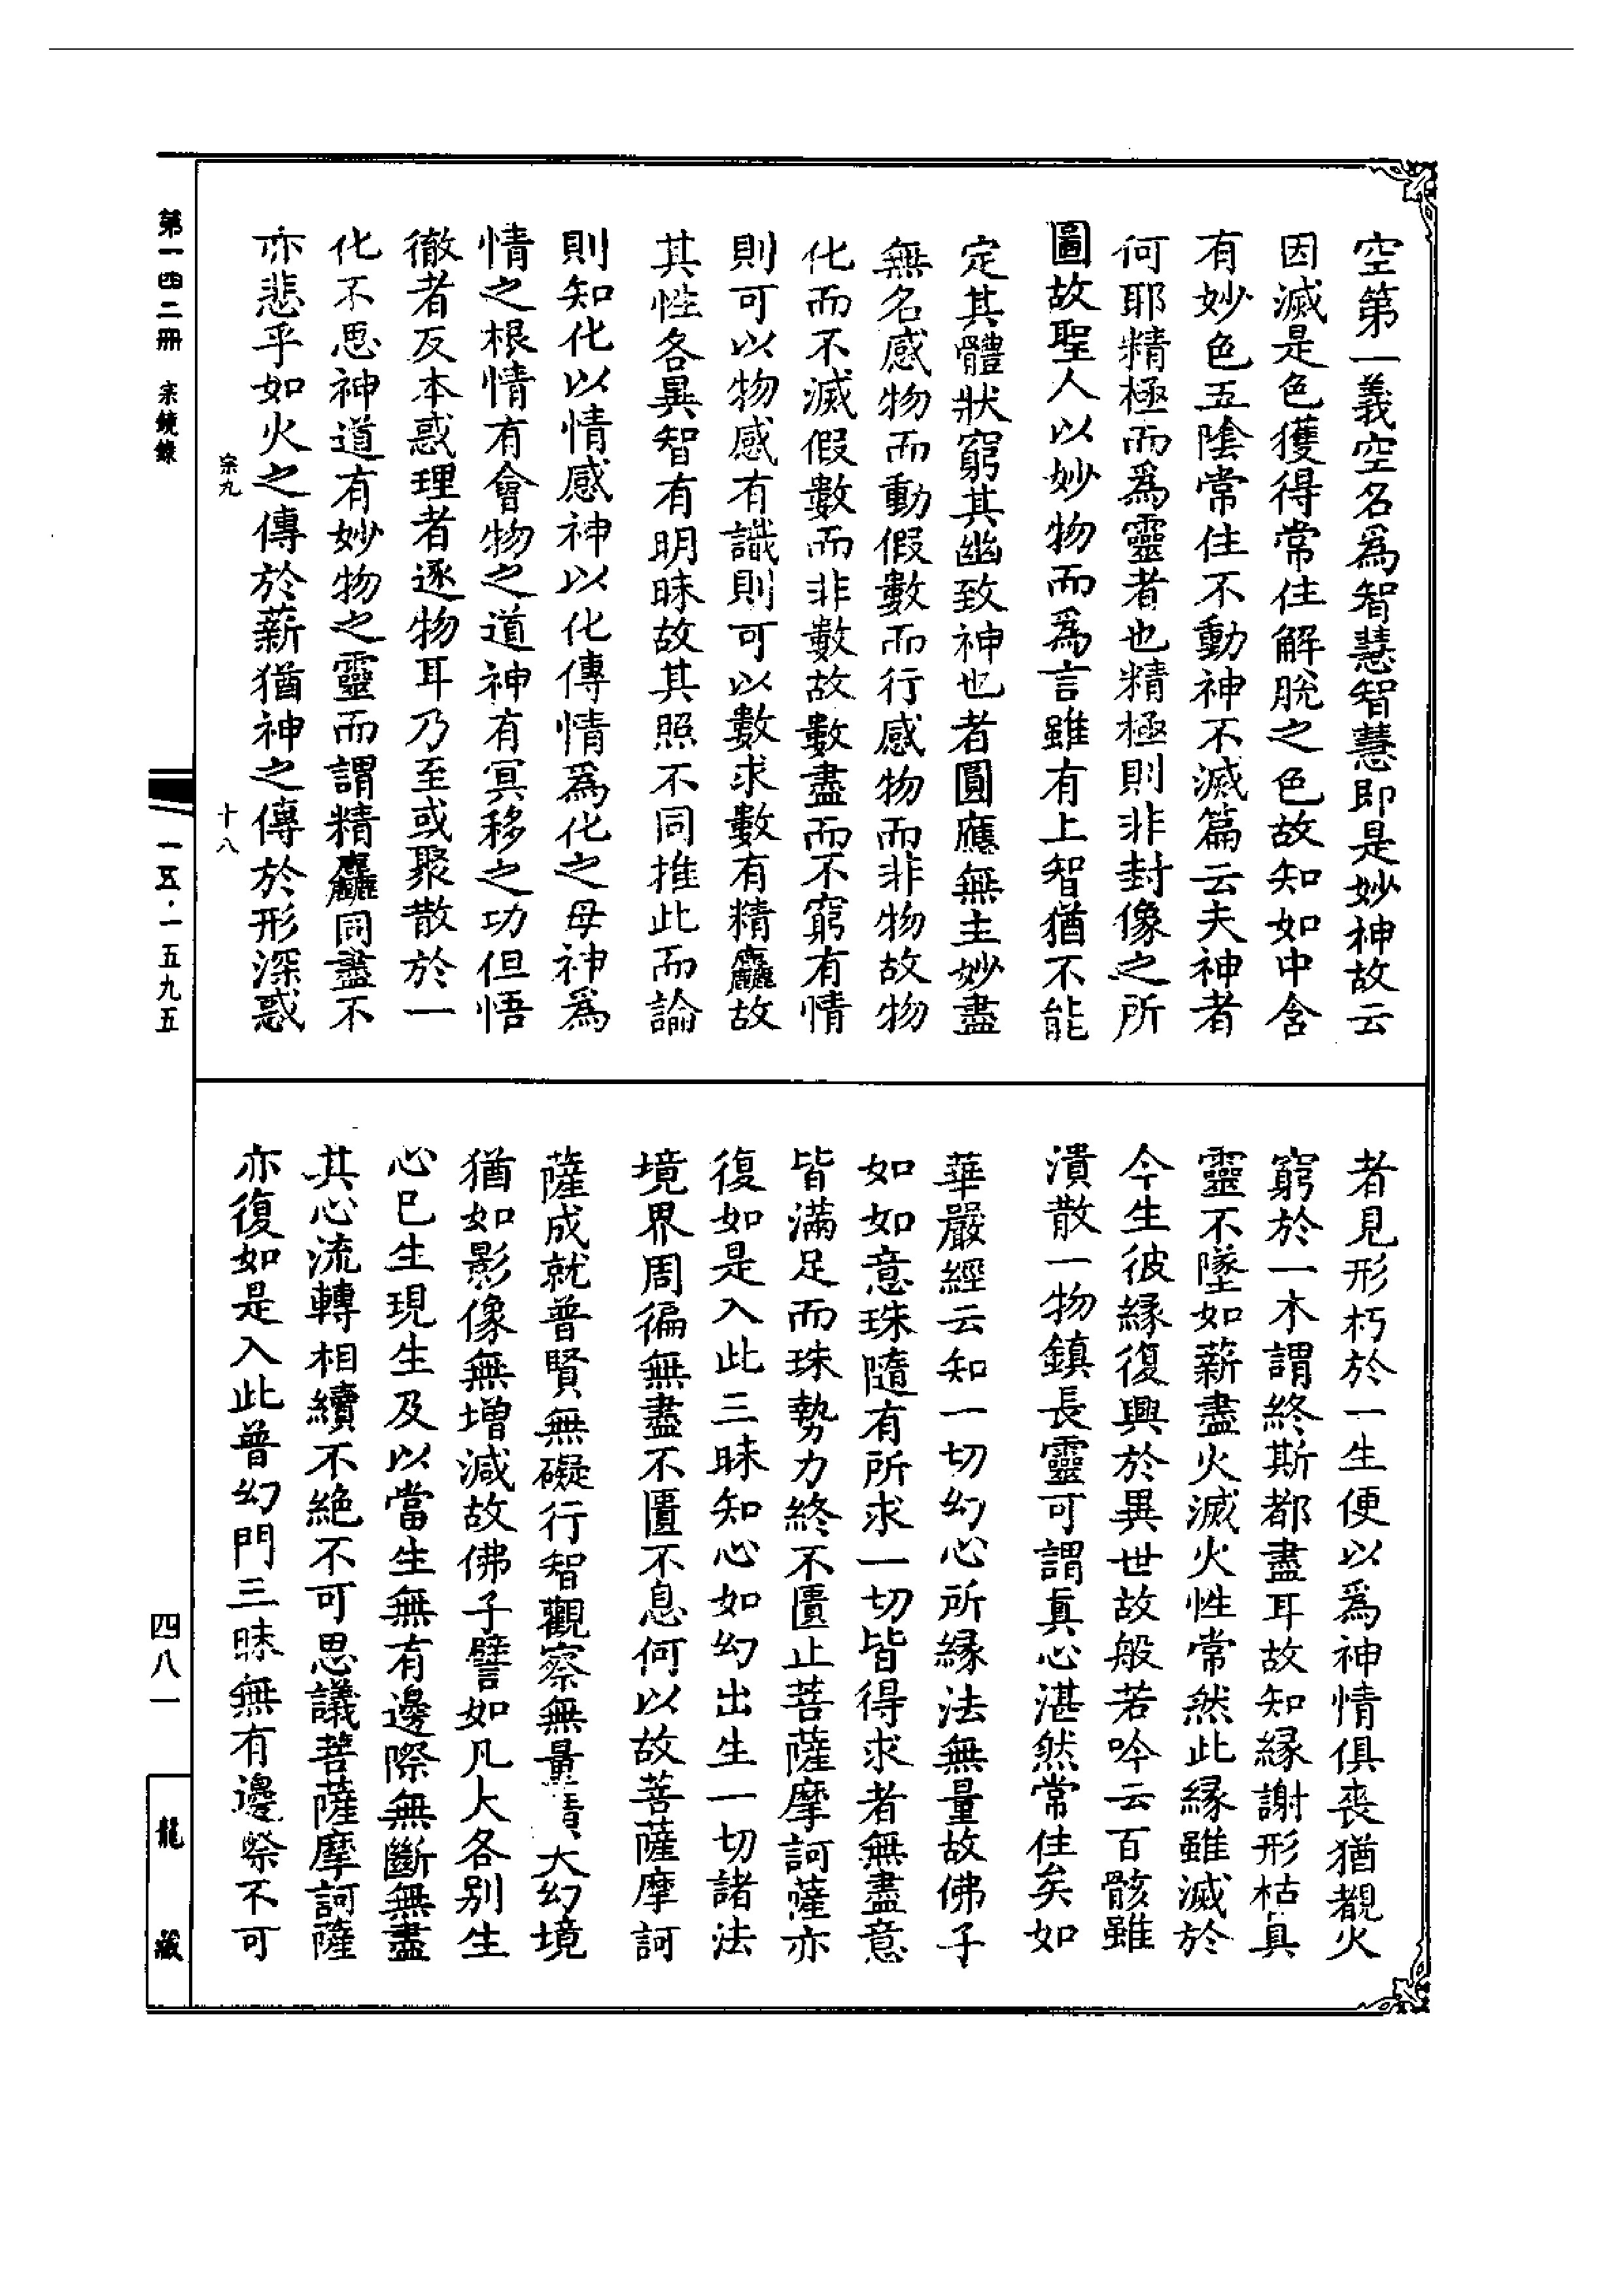 空第一義空名爲智慧智慧即是妙神故云
因滅是色獲得常住解脫之色故知如中含
有妙色五陰常住不動神不滅篇云夫神者
何耶精極而爲靈者也精極則非封像之所
圖故聖人以妙物而爲言雖有上智猶不能
定其體狀窮其幽致神也者圓應無主妙盡
無名感物而動假數而行感物而非物故物
化而不滅假數而非數故數盡而不窮有情
則可以物感有識則可以數求數有精麤故
其性各異智有明昧故其照不同推此而論
則知化以情感神以化傳情爲化之母神爲
情之根情有會物之道神有冥移之功但悟
徹者反本惑理者逐物耳乃至或聚散於一
化不思神道有妙物之靈而謂精麤同盡不
亦悲乎如火之傳於薪猶神之傳於形深惑
者見形朽於一生便以爲神情俱喪猶覩火
窮於一木謂終斯都盡耳故知緣謝形枯真
靈不墜如薪盡火滅火性常然此緣雖滅於
今生彼緣復興於異世故般若吟云百骸雖
潰散一物鎮長靈可謂真心湛然常住矣如
華嚴經云知一切幻心所緣法無量故佛子
如如意珠隨有所求一切皆得求者無盡意
皆滿足而珠勢力終不匱止菩薩摩訶薩亦
復如是入此三昧知心如幻出生一切諸法
境界周徧無盡不匱不息何以故菩薩摩訶
薩成就普賢無礙行智觀察無量廣大幻境
猶如影像無增減故佛子譬如凡夫各別生
心已生現生及以當生無有邊際無斷無盡
其心流轉相續不絶不可思議菩薩摩訶薩
亦復如是入此普幻門三昧無有邊際不可
宗九
十八
第一四二冊 宗鏡錄
一五·一五九五
四八一
龍藏